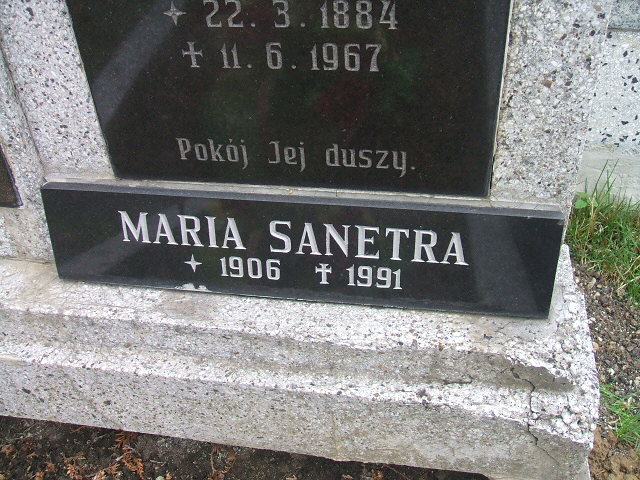 ✦ 22. 3. 1884
✝ 11. 6. 1967
Pokój Jej duszy.
MARIA SANETRA
✦ 1906 ✝ 1991